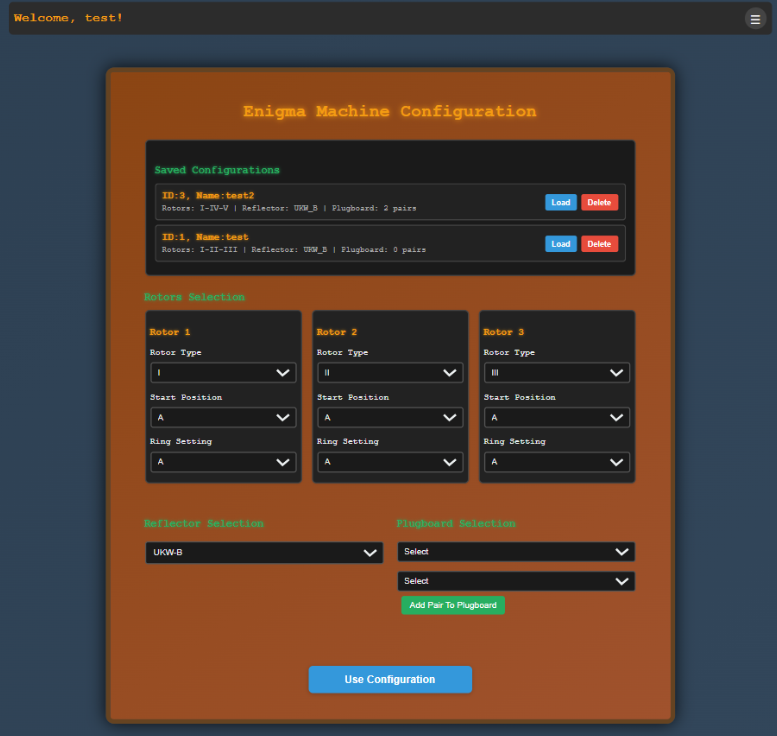 Welcome, test!
Enigma Machine Configuration
Saved Configurations
ID:3, Name:test2
Rotors: I-IV-V | Reflector: UKW_B | Plugboard: 2 pairs
Load
Delete
ID:1, Name:test
Rotors: I-II-III | Reflector: UKW_B | Plugboard: 0 pairs
Load
Delete
Rotors Selection
Rotor 1
Rotor Type
I
Start Position
A
Ring Setting
A
Rotor 2
Rotor Type
II
Start Position
A
Ring Setting
A
Rotor 3
Rotor Type
III
Start Position
A
Ring Setting
A
Reflector Selection
UKW-B
Plugboard Selection
Select
Select
Add Pair To Plugboard
Use Configuration